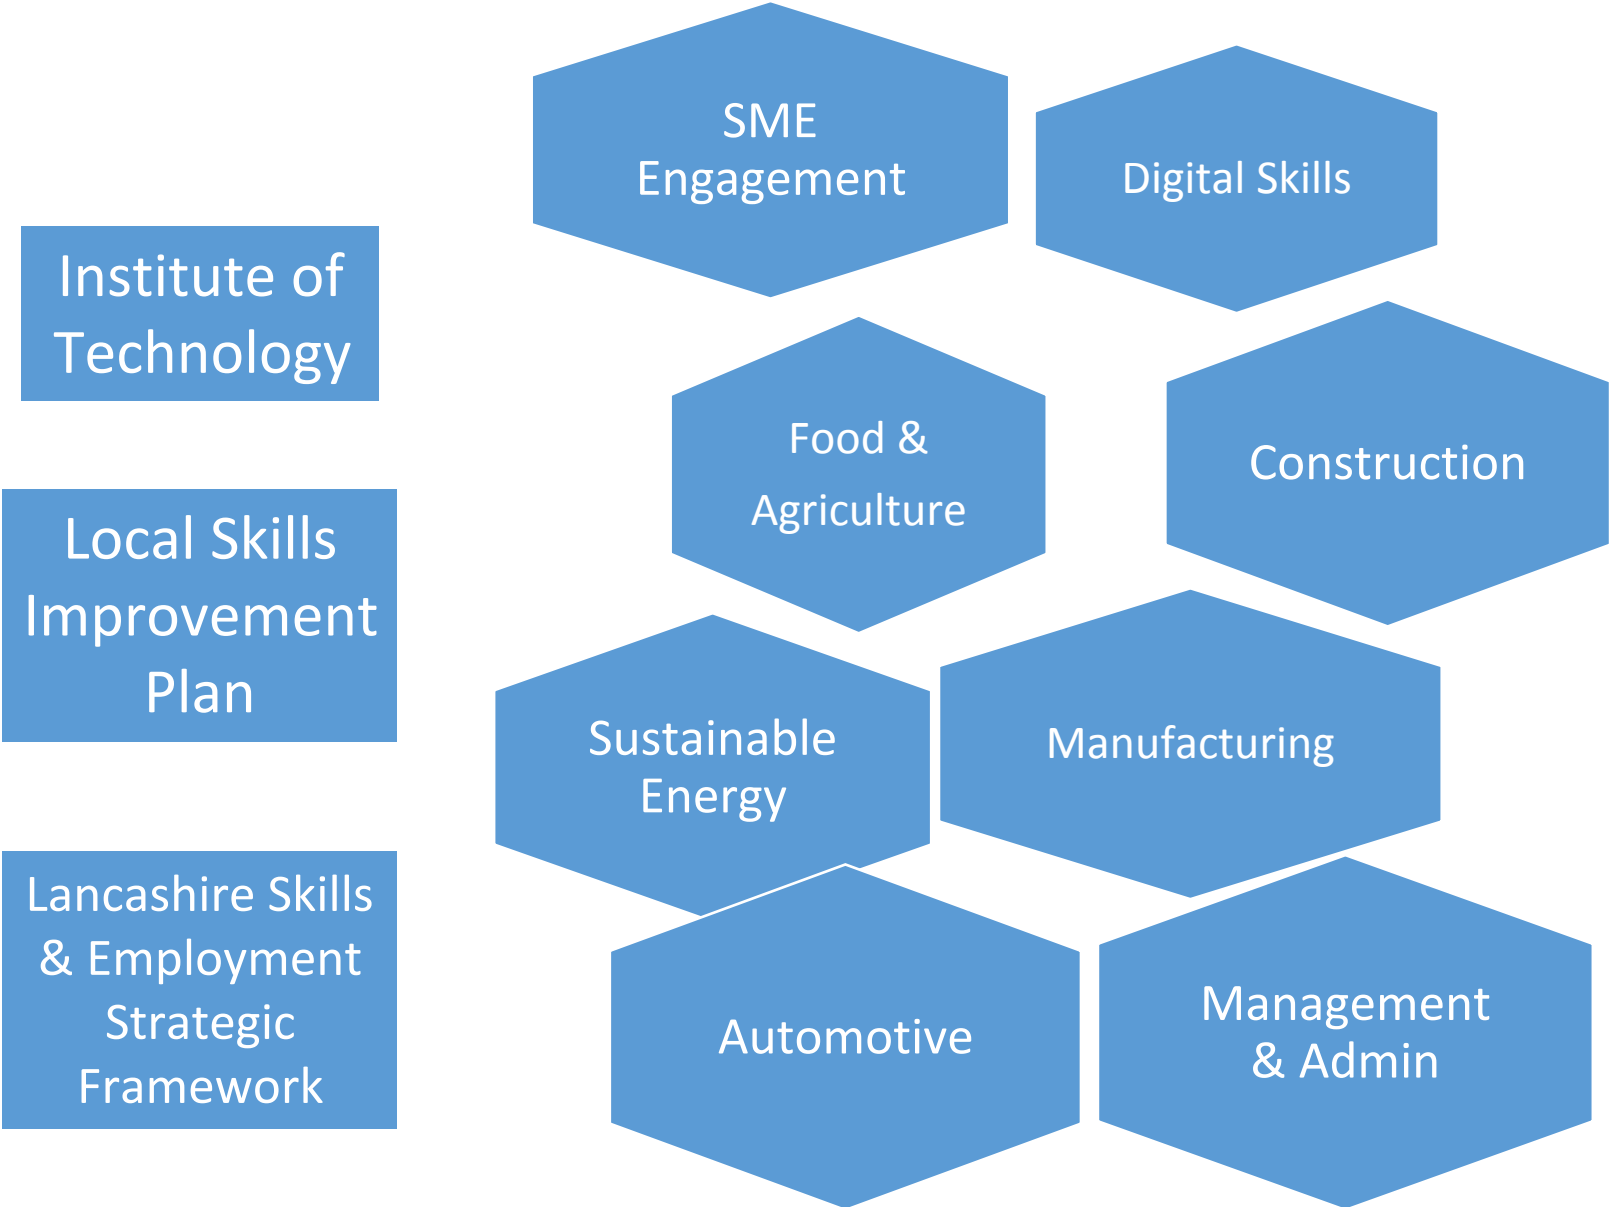 Institute of
Technology
Local Skills
Improvement
Plan
Lancashire Skills
& Employment
Strategic
Framework
SME
Engagement
Digital Skills
Food &
Agriculture
Construction
Sustainable
Energy
Manufacturing
Automotive
Management
& Admin